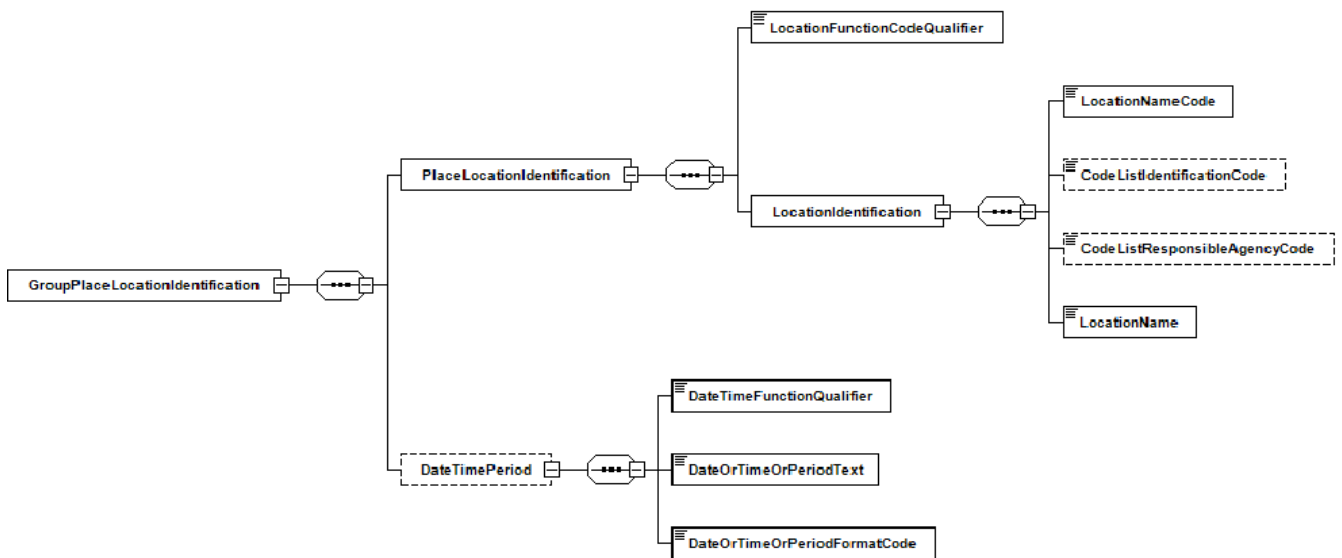 LocationFunctionCodeQualifier
LocationNameCode
PlaceLocationIdentification
CodeListIdentificationCode
LocationIdentification
CodeListResponsibleAgencyCode
GroupPlaceLocationIdentification
LocationName
DateTimeFunctionQualifier
DateTimePeriod
DateOrTimeOrPeriodText
DateOrTimeOrPeriodFormatCode